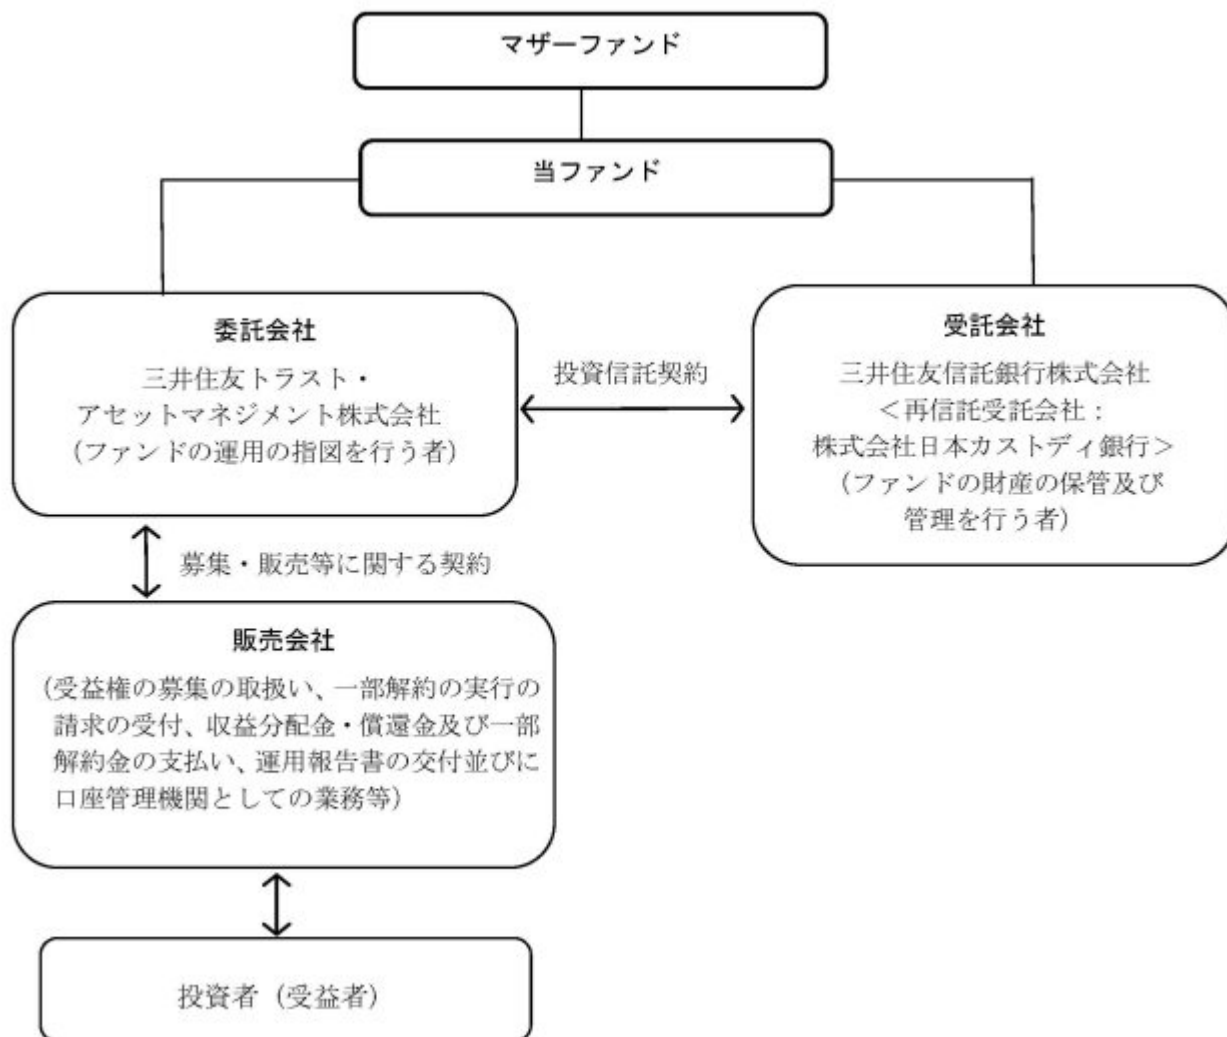 マザーファンド
当ファンド
委託会社
三井住友トラスト・
アセットマネジメント株式会社
(ファンドの運用の指図を行う者)
投資信託契約
受託会社
三井住友信託銀行株式会社
<再信託受託会社：
株式会社日本カストディ銀行>
(ファンドの財産の保管及び
管理を行う者)
募集・販売等に関する契約
販売会社
(受益権の募集の取扱い、一部解約の実行の
請求の受付、収益分配金・償還金及び一部
解約金の支払い、運用報告書の交付並びに
口座管理機関としての業務等)
投資者（受益者）